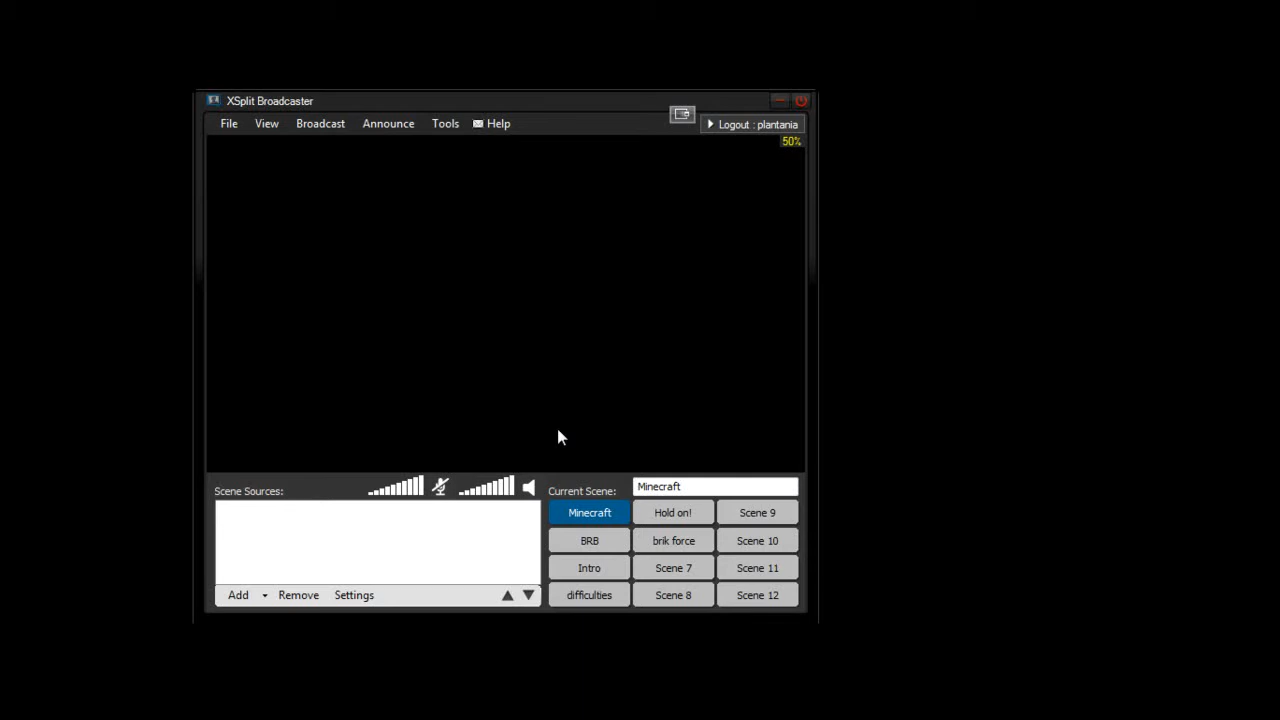 XSplit Broadcaster
File View Broadcast Announce Tools Help
Logout : plantania
50%
Scene Sources:
Current Scene: Minecraft
Minecraft Hold on! Scene 9
BRB brik force Scene 10
Intro Scene 7 Scene 11
difficulties Scene 8 Scene 12
Add Remove Settings